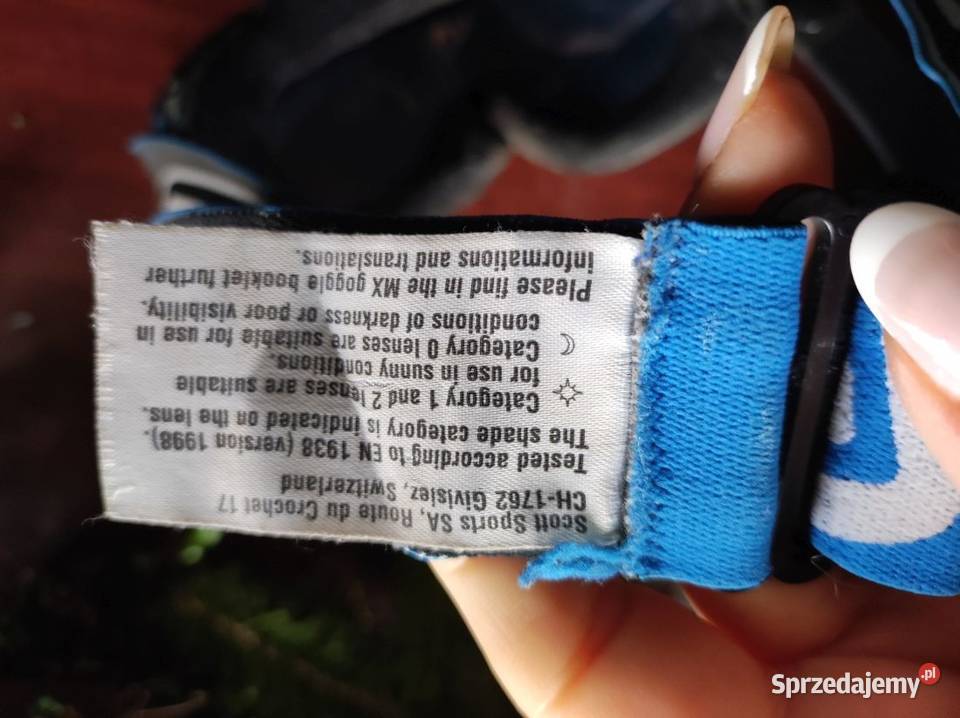 Scott Sports SA, Route du Crochet 17
CH-1762 Givisiez, Switzerland
Tested according to EN 1938 (version 1998).
The shade category is indicated on the lens.
Category 1 and 2 lenses are suitable
for use in sunny conditions.
Category 0 lenses are suitable for use in
conditions of darkness or poor visibility.
Please find in the MX goggle booklet further
informations and translations.
Sprzedajemy.pl